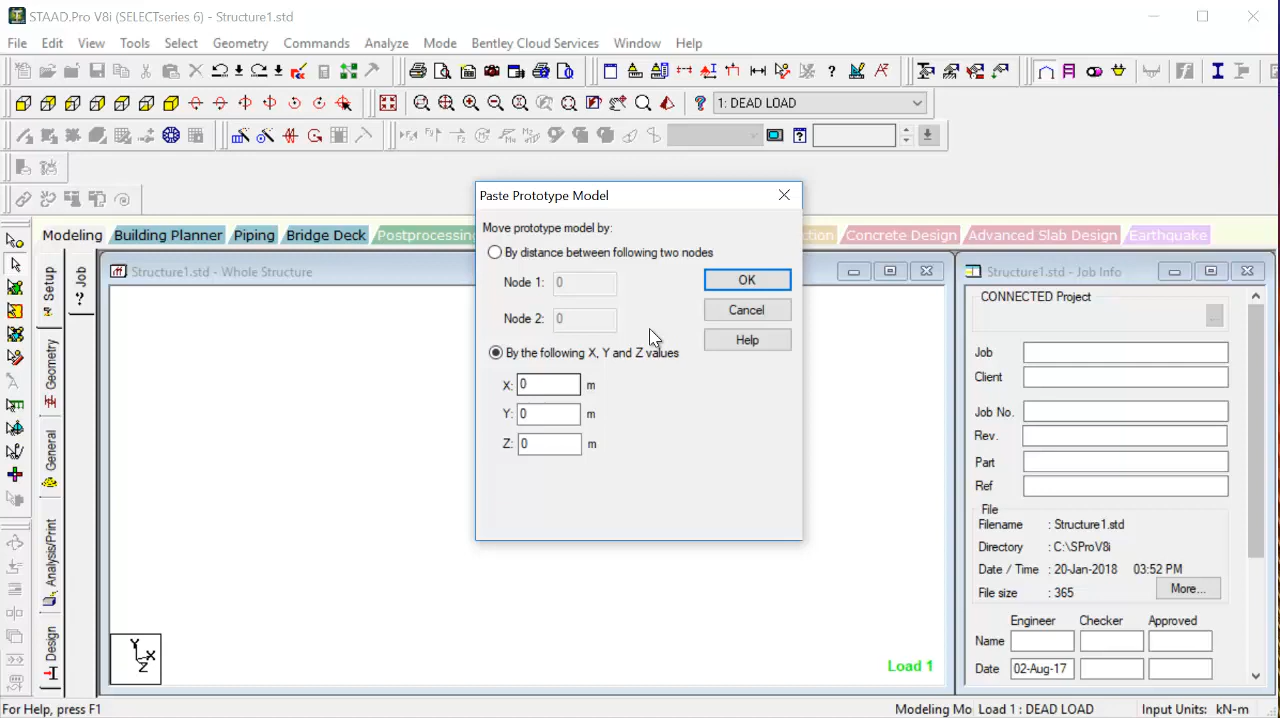 STAAD.Pro V8i (SELECTseries 6) - Structure1.std
File Edit View Tools Select Geometry Commands Analyze Mode Bentley Cloud Services Window Help
1: DEAD LOAD
Modeling Building Planner Piping Bridge Deck Postprocessing Concrete Design Advanced Slab Design Earthquake
Structure1.std - Whole Structure
Structure1.std - Job Info
Setup
Job
Geometry
General
Analysis/Print
Design
Paste Prototype Model
Move prototype model by:
By distance between following two nodes
Node 1: 0
Node 2: 0
By the following X, Y and Z values
X: 0 m
Y: 0 m
Z: 0 m
OK
Cancel
Help
CONNECTED Project
...
Job
Client
Job No.
Rev.
Part
Ref
File
Filename : Structure1.std
Directory : C:\SProV8i
Date / Time : 20-Jan-2018 03:52 PM
File size : 365
More...
Engineer Checker Approved
Name
Date 02-Aug-17
Y
X
Z
Load 1
For Help, press F1
Modeling Mo Load 1 : DEAD LOAD Input Units: kN-m